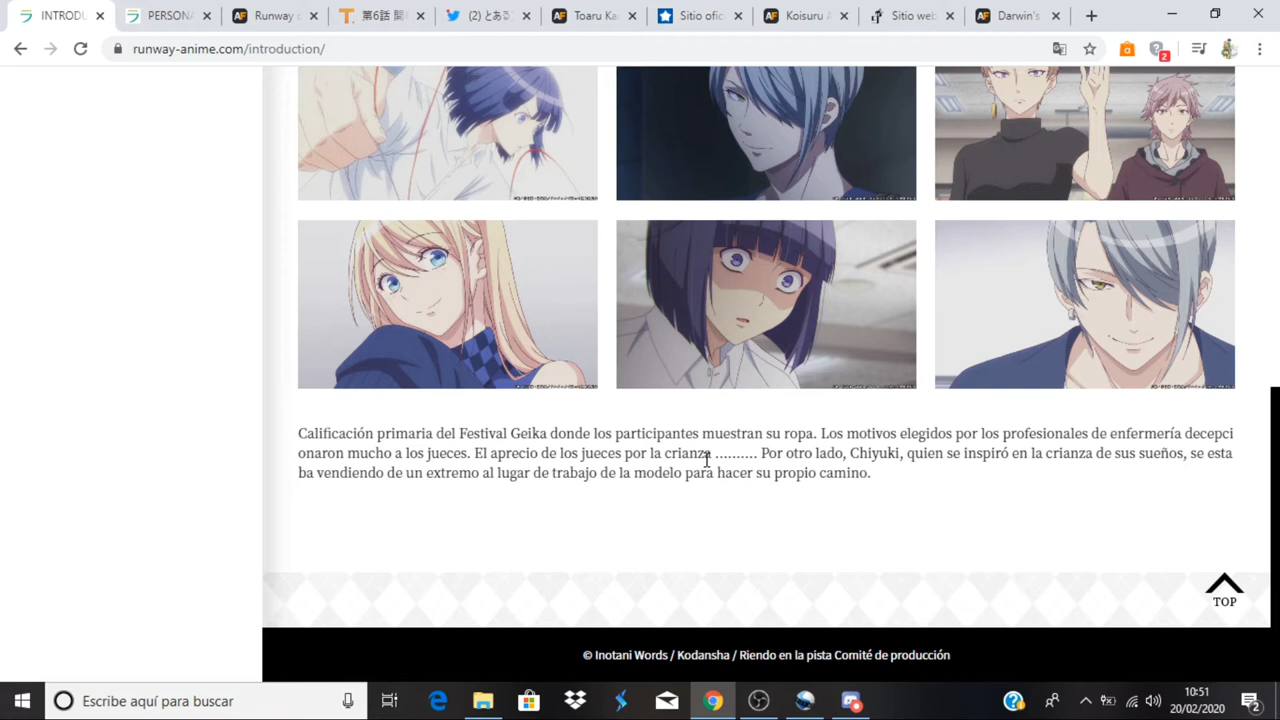 INTRODU
PERSONA
Runway d
第6話 開
(2) とある
Toaru Ka
Sitio ofic
Koisuru A
Sitio web
Darwin's
runway-anime.com/introduction/
2
Calificación primaria del Festival Geika donde los participantes muestran su ropa. Los motivos elegidos por los profesionales de enfermería decepci
onaron mucho a los jueces. El aprecio de los jueces por la crianza .......... Por otro lado, Chiyuki, quien se inspiró en la crianza de sus sueños, se esta
ba vendiendo de un extremo al lugar de trabajo de la modelo para hacer su propio camino.
TOP
© Inotani Words / Kodansha / Riendo en la pista Comité de producción
Escribe aquí para buscar
10:51
20/02/2020
2